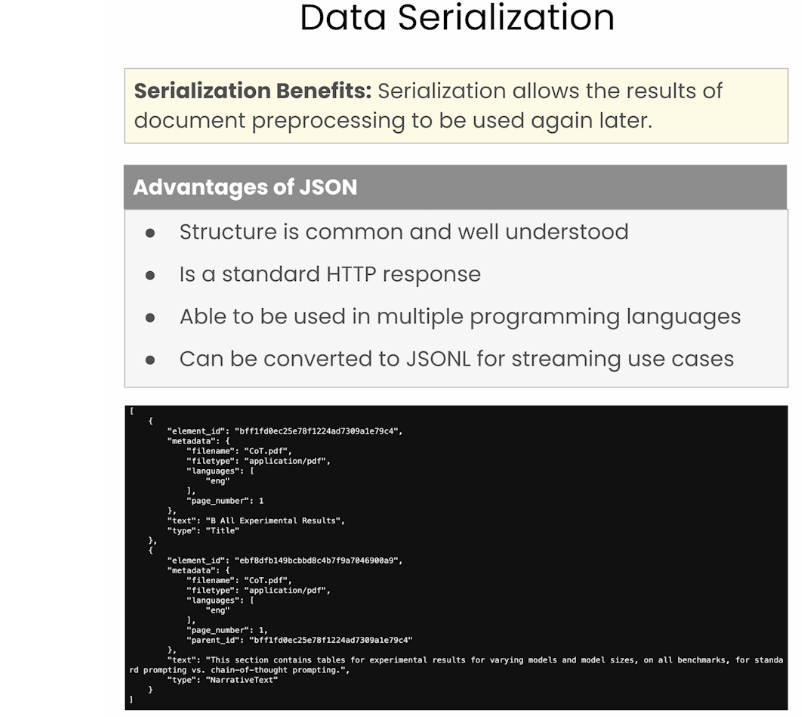 Data Serialization
Serialization Benefits: Serialization allows the results of
document preprocessing to be used again later.
Advantages of JSON
● Structure is common and well understood
● Is a standard HTTP response
● Able to be used in multiple programming languages
● Can be converted to JSONL for streaming use cases
[
{
"element_id": "bff1fd0ec25e78f1224ad7309a1e79c4",
"metadata": {
"filename": "CoT.pdf",
"filetype": "application/pdf",
"languages": [
"eng"
],
"page_number": 1
},
"text": "B All Experimental Results",
"type": "Title"
},
{
"element_id": "ebf8dfb149bcbbd8c4b7f9a7046900a9",
"metadata": {
"filename": "CoT.pdf",
"filetype": "application/pdf",
"languages": [
"eng"
],
"page_number": 1,
"parent_id": "bff1fd0ec25e78f1224ad7309a1e79c4"
},
"text": "This section contains tables for experimental results for varying models and model sizes, on all benchmarks, for standa
rd prompting vs. chain-of-thought prompting.",
"type": "NarrativeText"
}
]